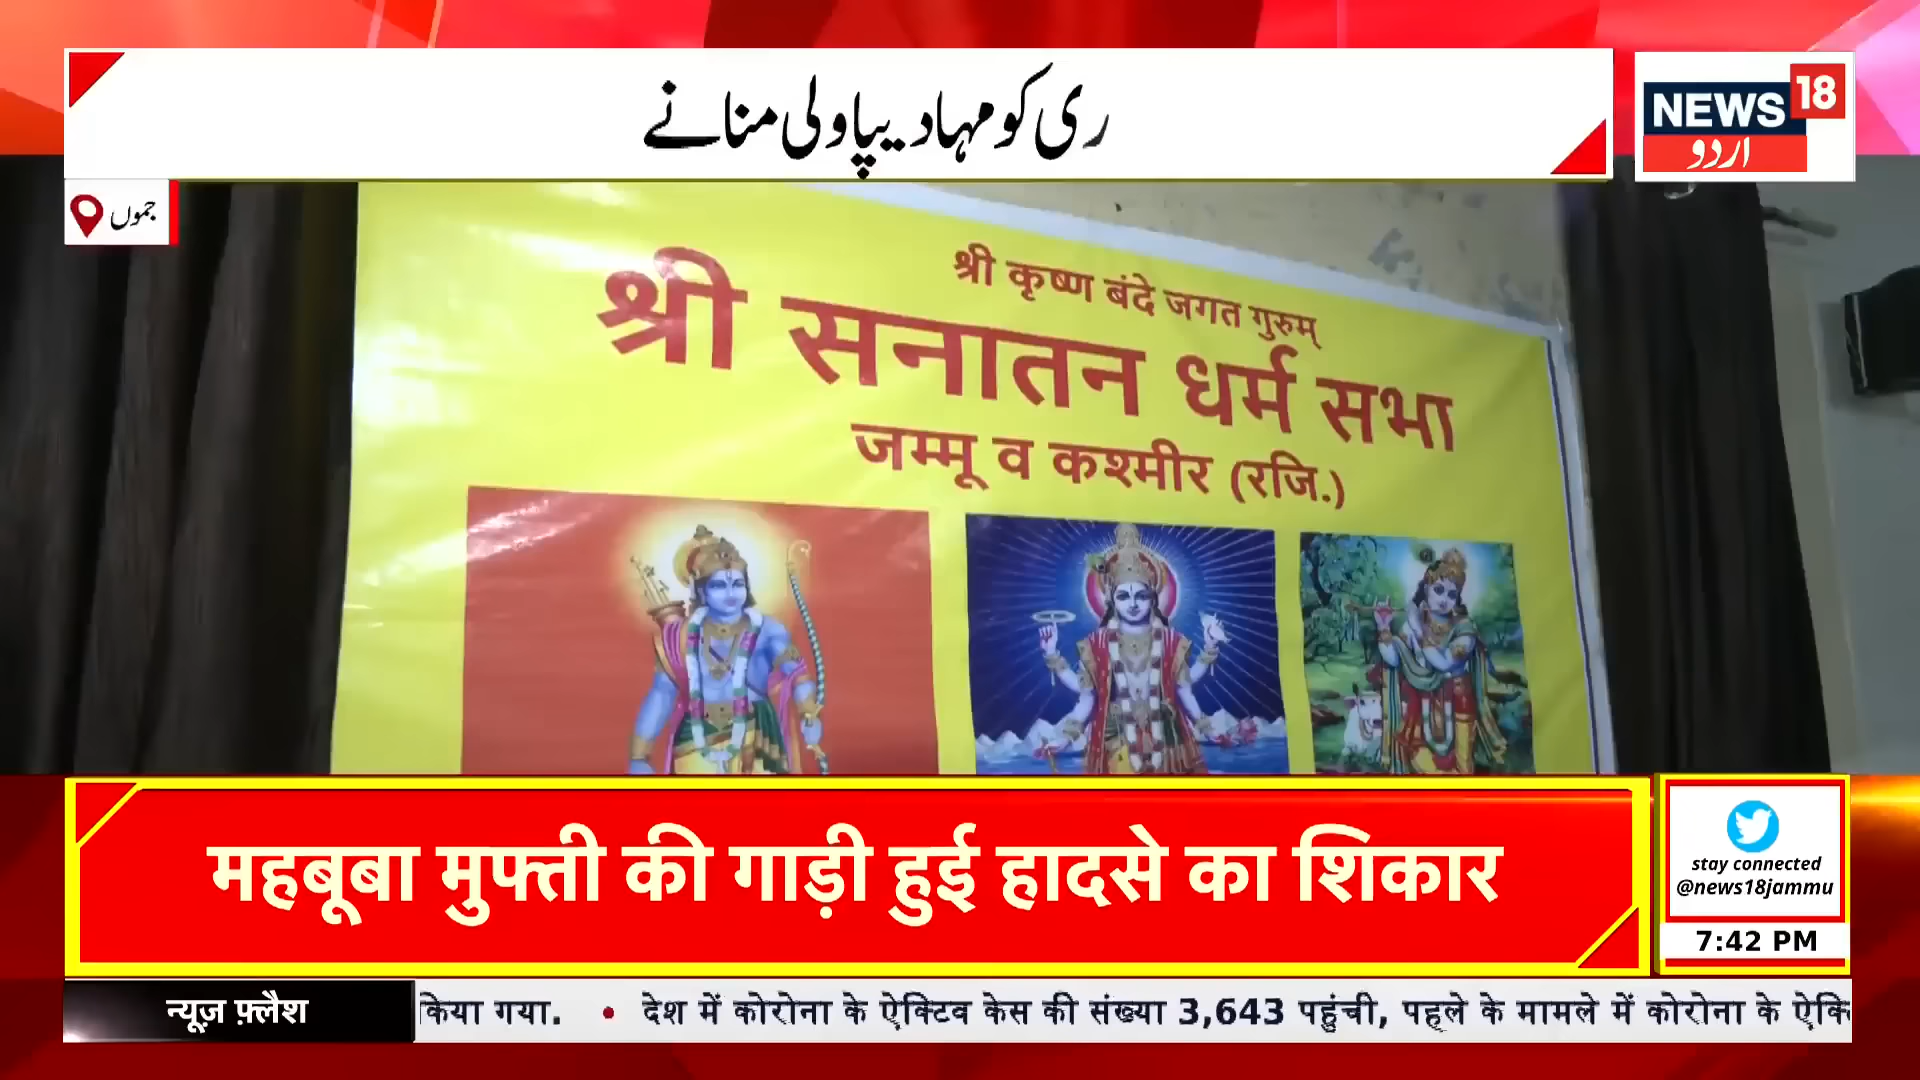 ری کو مہادیپاولی منانے
NEWS 18
اردو
جموں
श्री कृष्ण बंदे जगत गुरुम्
श्री सनातन धर्म सभा
जम्मू व कश्मीर (रजि.)
महबूबा मुफ्ती की गाड़ी हुई हादसे का शिकार
stay connected
@news18jammu
7:42 PM
न्यूज़ फ़्लैश
किया गया. • देश में कोरोना के ऐक्टिव केस की संख्या 3,643 पहुंची, पहले के मामले में कोरोना के